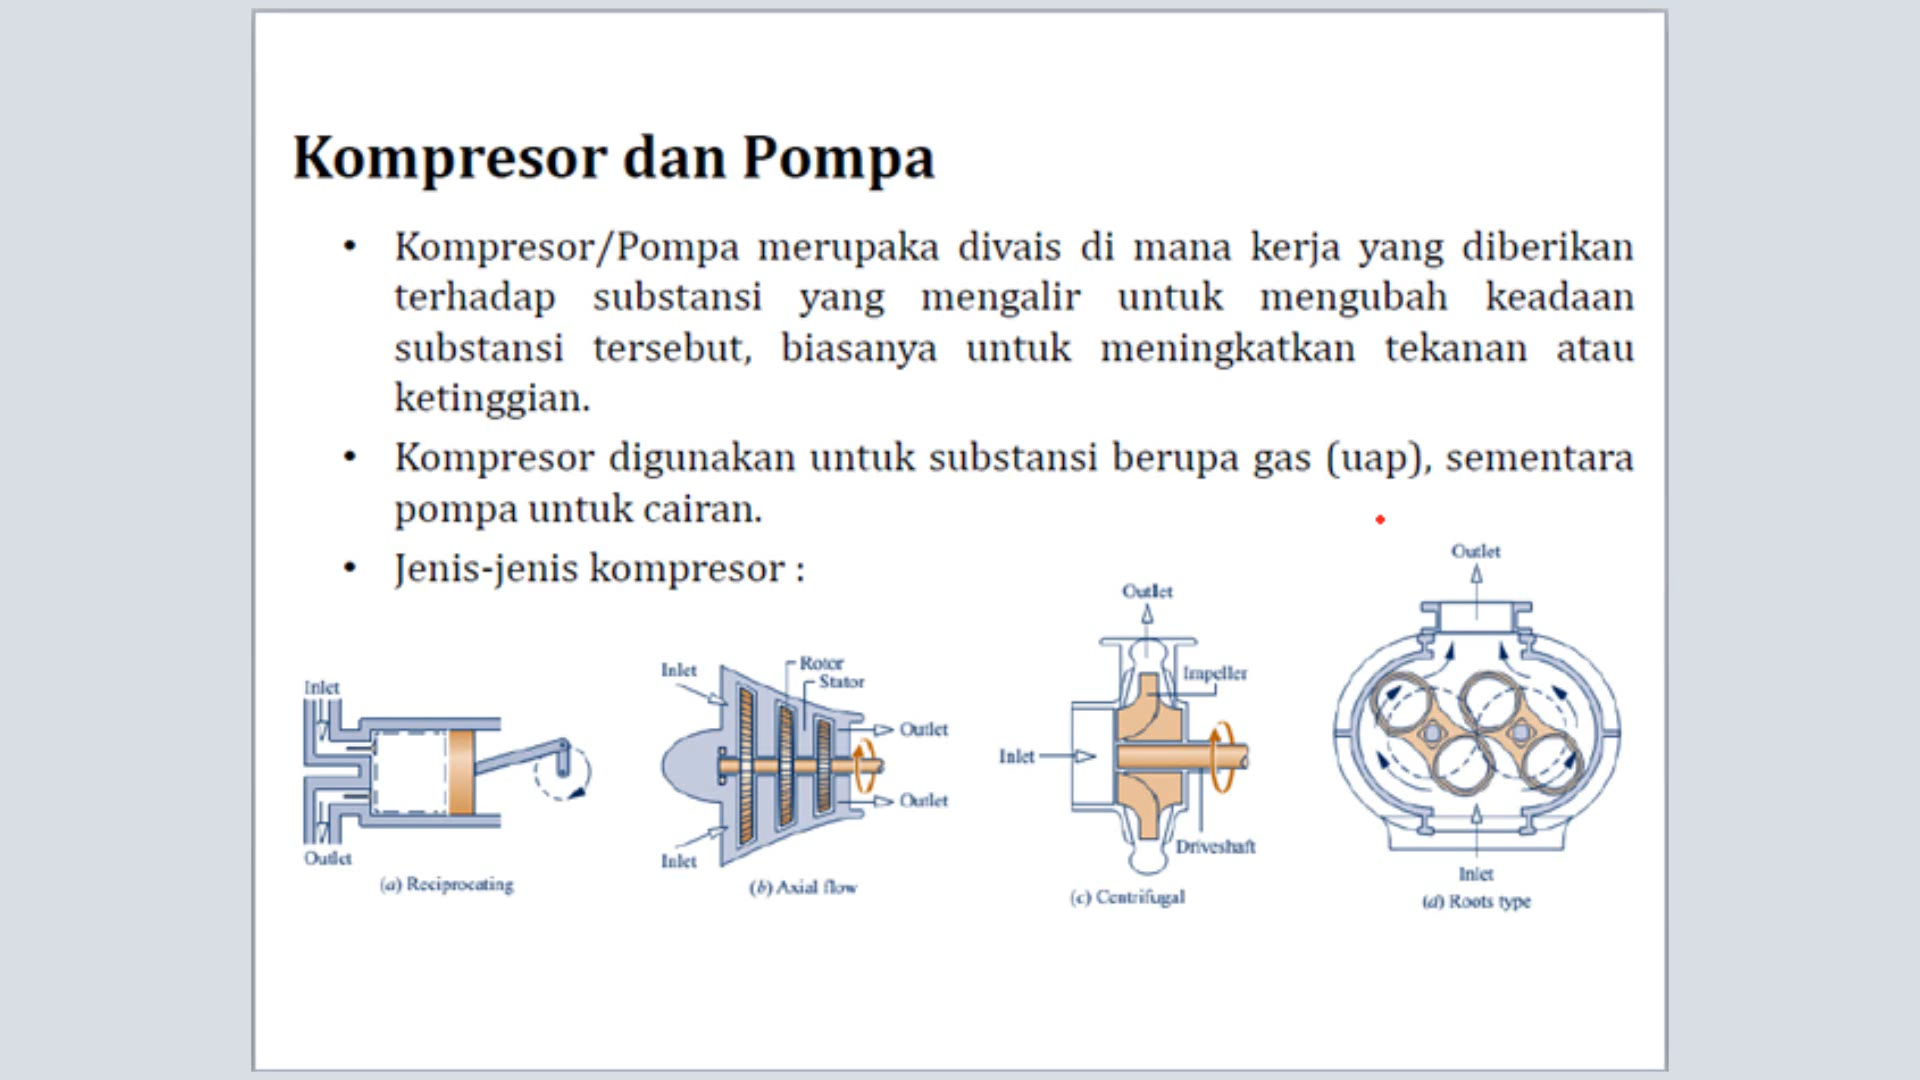 Kompresor dan Pompa
• Kompresor/Pompa merupaka divais di mana kerja yang diberikan
terhadap substansi yang mengalir untuk mengubah keadaan
substansi tersebut, biasanya untuk meningkatkan tekanan atau
ketinggian.
• Kompresor digunakan untuk substansi berupa gas (uap), sementara
pompa untuk cairan.
• Jenis-jenis kompresor :
Inlet
Outlet
(a) Reciprocating
Inlet
Rotor
Stator
Outlet
Outlet
Inlet
(b) Axial flow
Outlet
Impeller
Inlet
Driveshaft
(c) Centrifugal
Outlet
Inlet
(d) Roots type